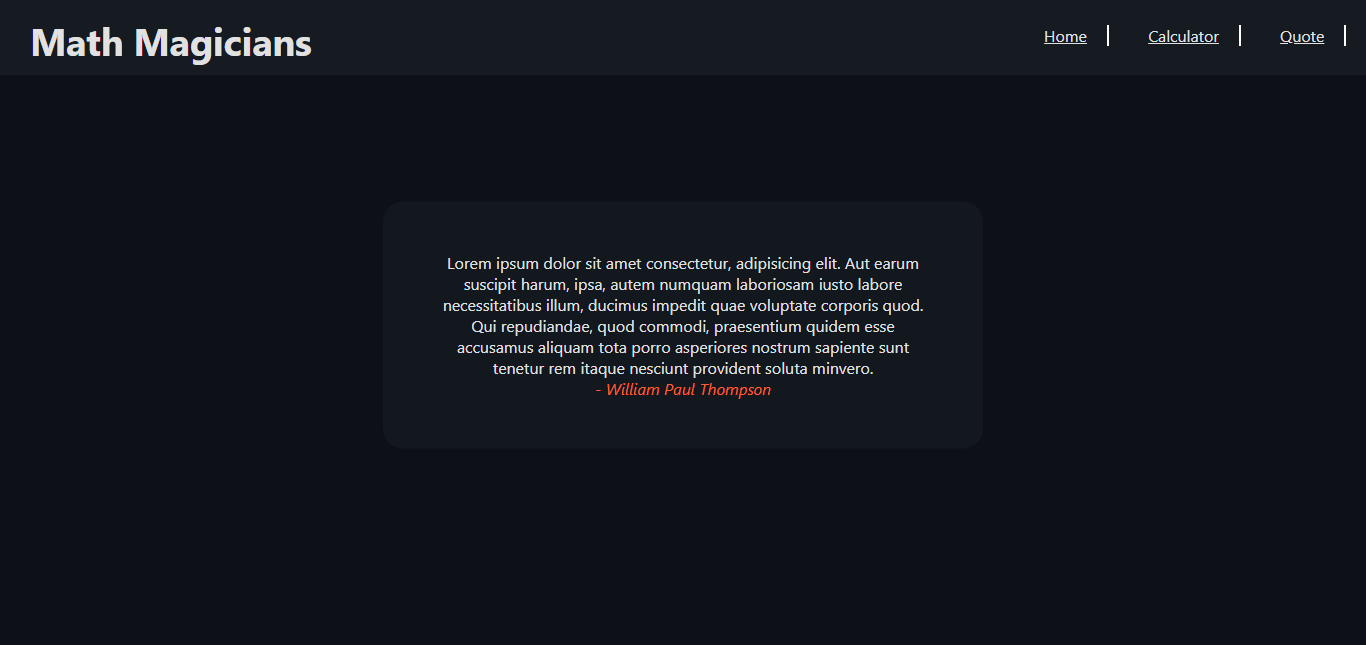 Math Magicians
Home
Calculator
Quote
Lorem ipsum dolor sit amet consectetur, adipisicing elit. Aut earum
suscipit harum, ipsa, autem numquam laboriosam iusto labore
necessitatibus illum, ducimus impedit quae voluptate corporis quod.
Qui repudiandae, quod commodi, praesentium quidem esse
accusamus aliquam tota porro asperiores nostrum sapiente sunt
tenetur rem itaque nesciunt provident soluta minvero.
- William Paul Thompson